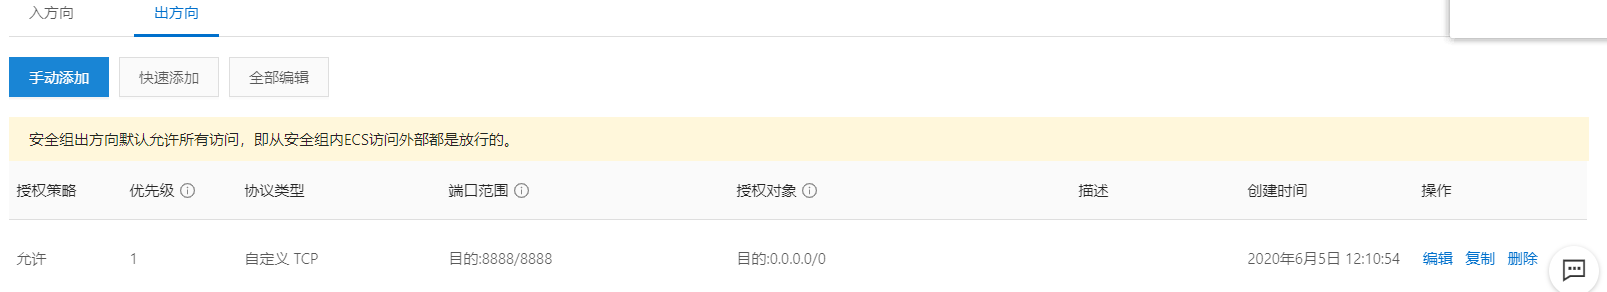 入方向 出方向
手动添加 快速添加 全部编辑
安全组出方向默认允许所有访问，即从安全组内ECS访问外部都是放行的。
授权策略 优先级 协议类型 端口范围 授权对象 描述 创建时间 操作
允许 1 自定义 TCP 目的:8888/8888 目的:0.0.0.0/0 2020年6月5日 12:10:54 编辑 复制 删除